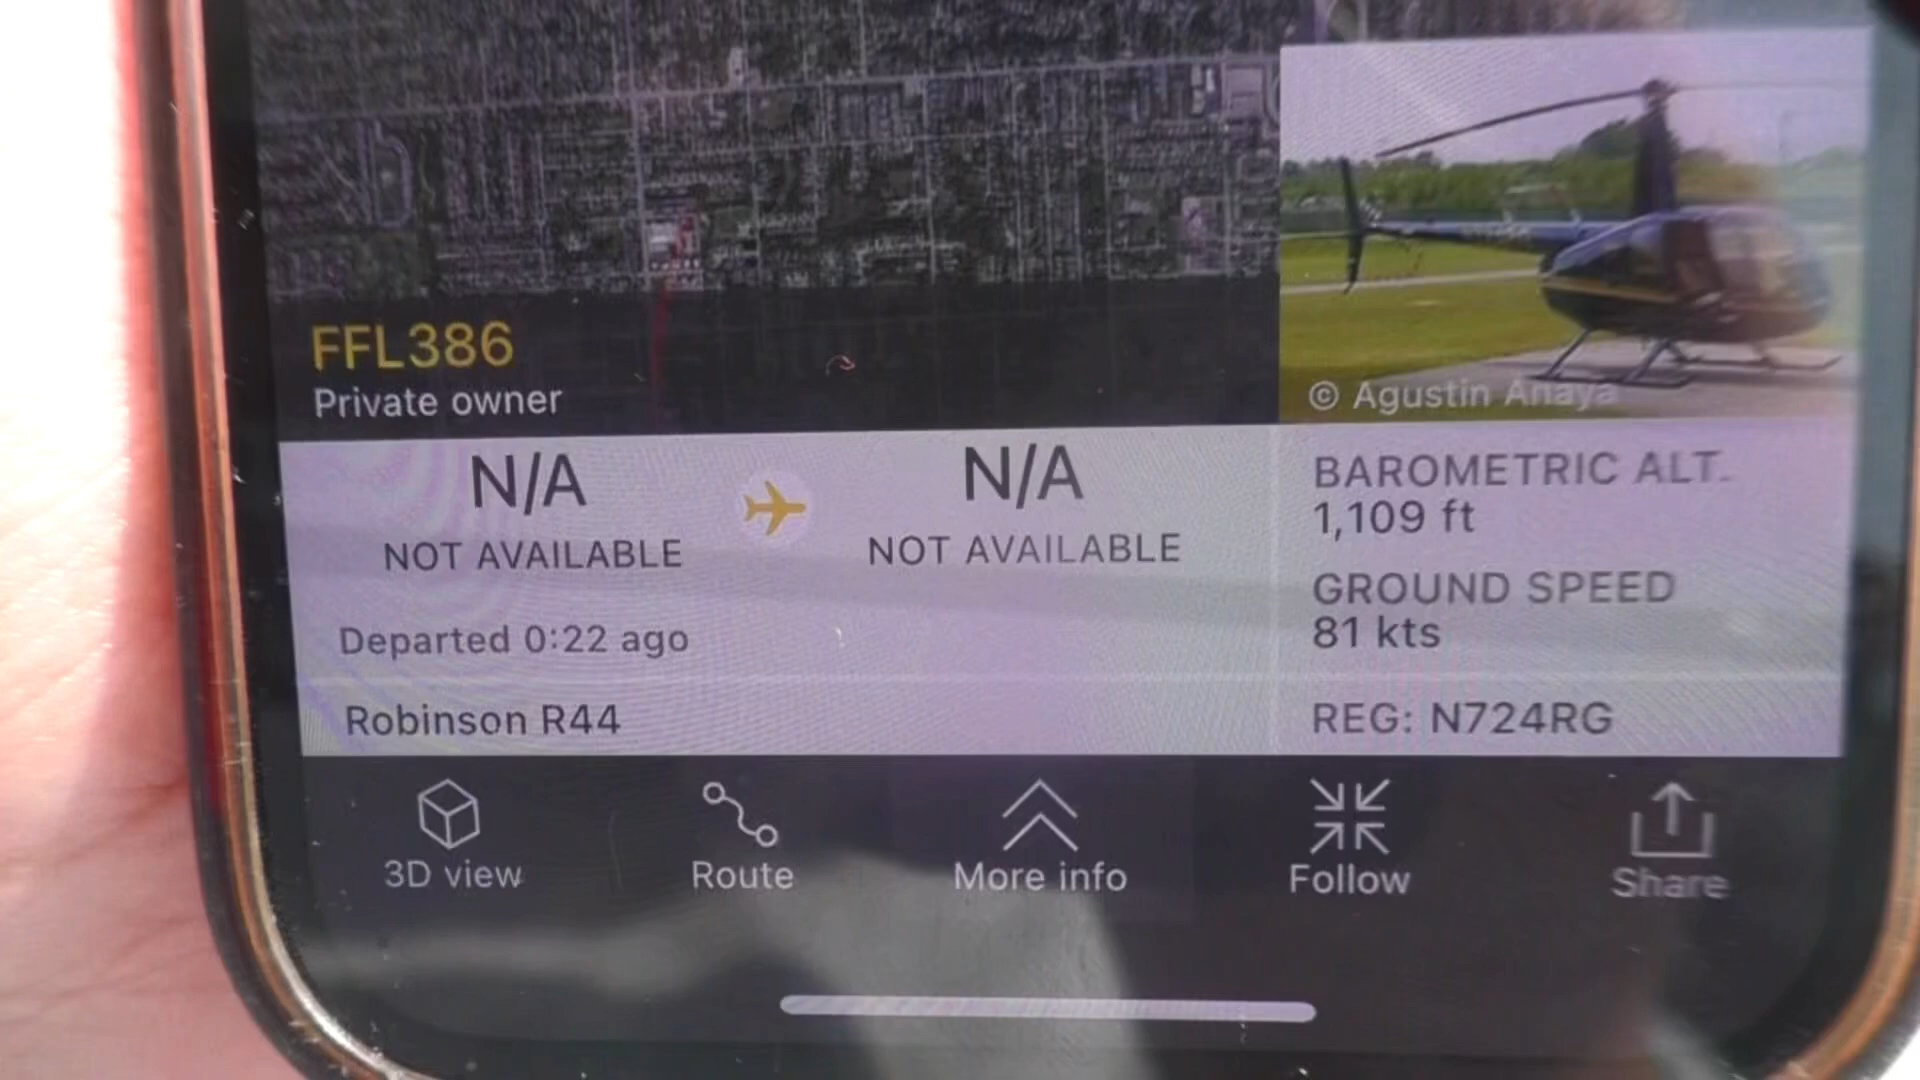 FFL386
Private owner
© Agustin Anaya
N/A
NOT AVAILABLE
N/A
NOT AVAILABLE
Departed 0:22 ago
Robinson R44
BAROMETRIC ALT.
1,109 ft
GROUND SPEED
81 kts
REG: N724RG
3D view
Route
More info
Follow
Share